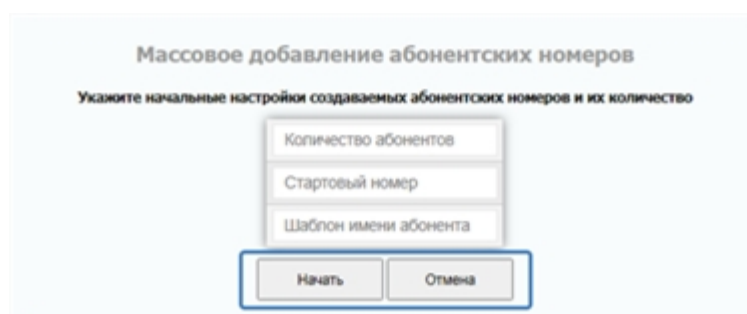 Массовое добавление абонентских номеров
Укажите начальные настройки создаваемых абонентских номеров и их количество
Количество абонентов
Стартовый номер
Шаблон имени абонента
Начать Отмена